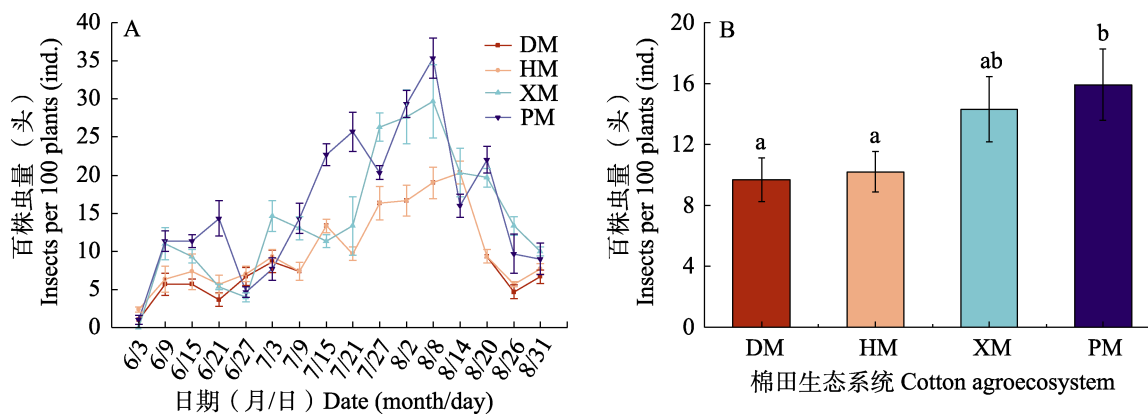 A
DM
HM
XM
PM
40
35
30
25
20
15
10
5
0
百株虫量（头）
Insects per 100 plants (ind.)
6/3 6/9 6/15 6/21 6/27 7/3 7/9 7/15 7/21 7/27 8/2 8/8 8/14 8/20 8/26 8/31
日期（月/日）Date (month/day)
B
20
16
12
8
4
0
百株虫量（头）
Insects per 100 plants (ind.)
a a ab b
DM HM XM PM
棉田生态系统 Cotton agroecosystem